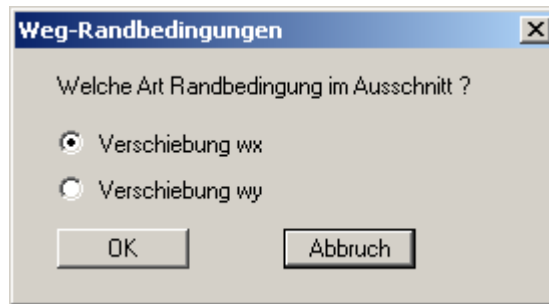 Weg-Randbedingungen
Welche Art Randbedingung im Ausschnitt ?
Verschiebung wx
Verschiebung wy
OK Abbruch